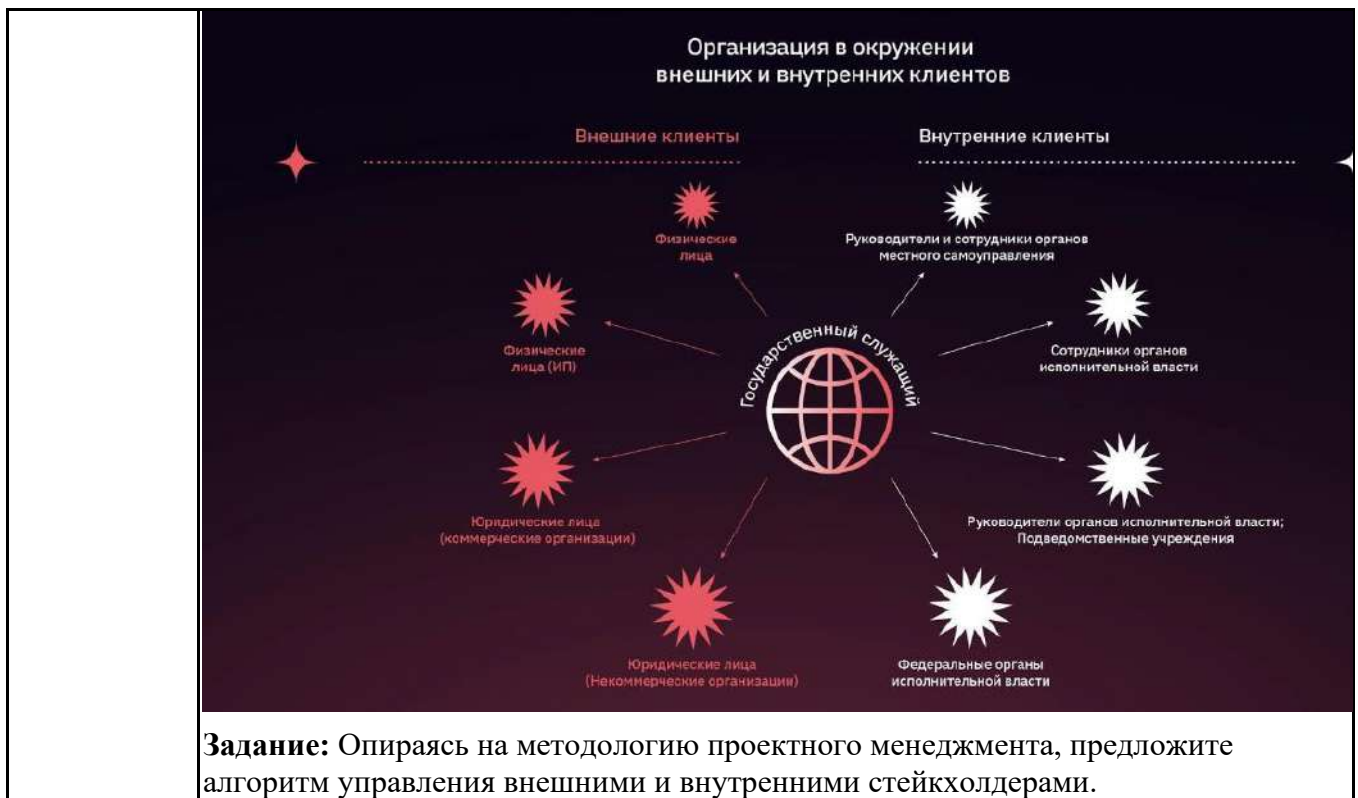 Организация в окружении
внешних и внутренних клиентов
Внешние клиенты
Внутренние клиенты
Физические
лица
Руководители и сотрудники органов
местного самоуправления
Физические
лица (ИП)
Государственный служащий
Сотрудники органов
исполнительной власти
Юридические лица
(коммерческие организации)
Руководители органов исполнительной власти;
Подведомственные учреждения
Юридические лица
(Некоммерческие организации)
Федеральные органы
исполнительной власти
Задание: Опираясь на методологию проектного менеджмента, предложите
алгоритм управления внешними и внутренними стейкхолдерами.